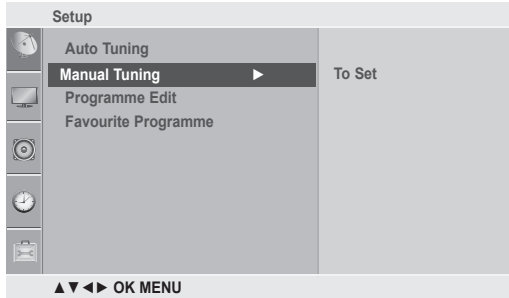 Setup
Auto Tuning
Manual Tuning ▶ To Set
Programme Edit
Favourite Programme
▲▼◄► OK MENU